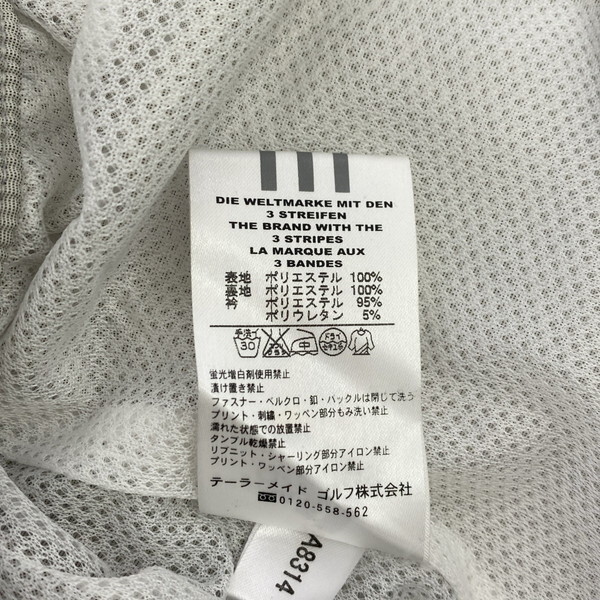 DIE WELTMARKE MIT DEN
3 STREIFEN
THE BRAND WITH THE
3 STRIPES
LA MARQUE AUX
3 BANDES
表地 ポリエステル 100%
裏地 ポリエステル 100%
衿 ポリエステル 95%
ポリウレタン 5%
手洗イ 30 中 ドライ
蛍光増白剤使用禁止
漬け置き禁止
ファスナー・ベルクロ・釦・バックルは閉じて洗う
プリント・刺繍・ワッペン部分もみ洗い禁止
濡れた状態での放置禁止
タンブル乾燥禁止
リブニット・シャーリング部分アイロン禁止
プリント・ワッペン部分アイロン禁止
テーラーメイド ゴルフ株式会社
0120-558-562
A8314